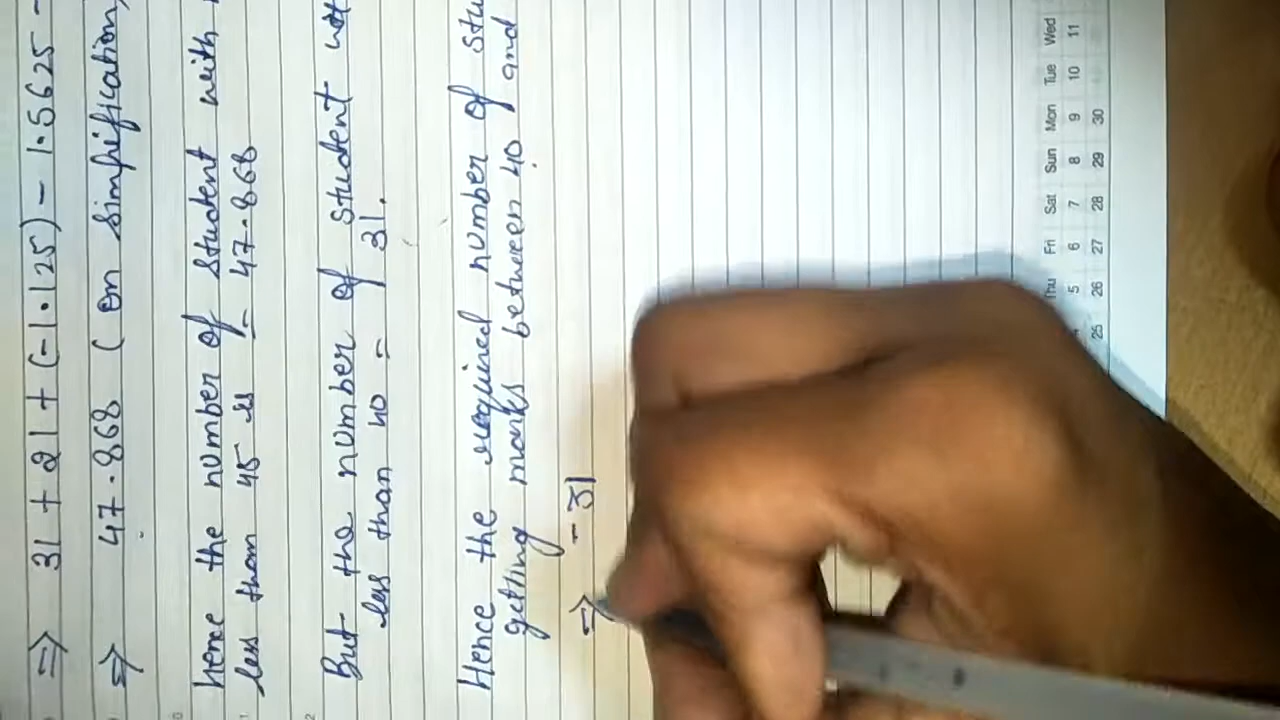 ⇒ 31 + 21 + (-1.125) - 1.5625 -
⇒ 47.868 ( on simplification,
Hence the number of student with
less than 45 is = 47.868
But the number of student
less than 40 = 31.
Hence the required number of stu
getting marks between 40 and
⇒ - 31
Wed Tue Mon Sun Sat Fri Thu
11 10 9 8 7 6 5
30 29 28 27 26 25